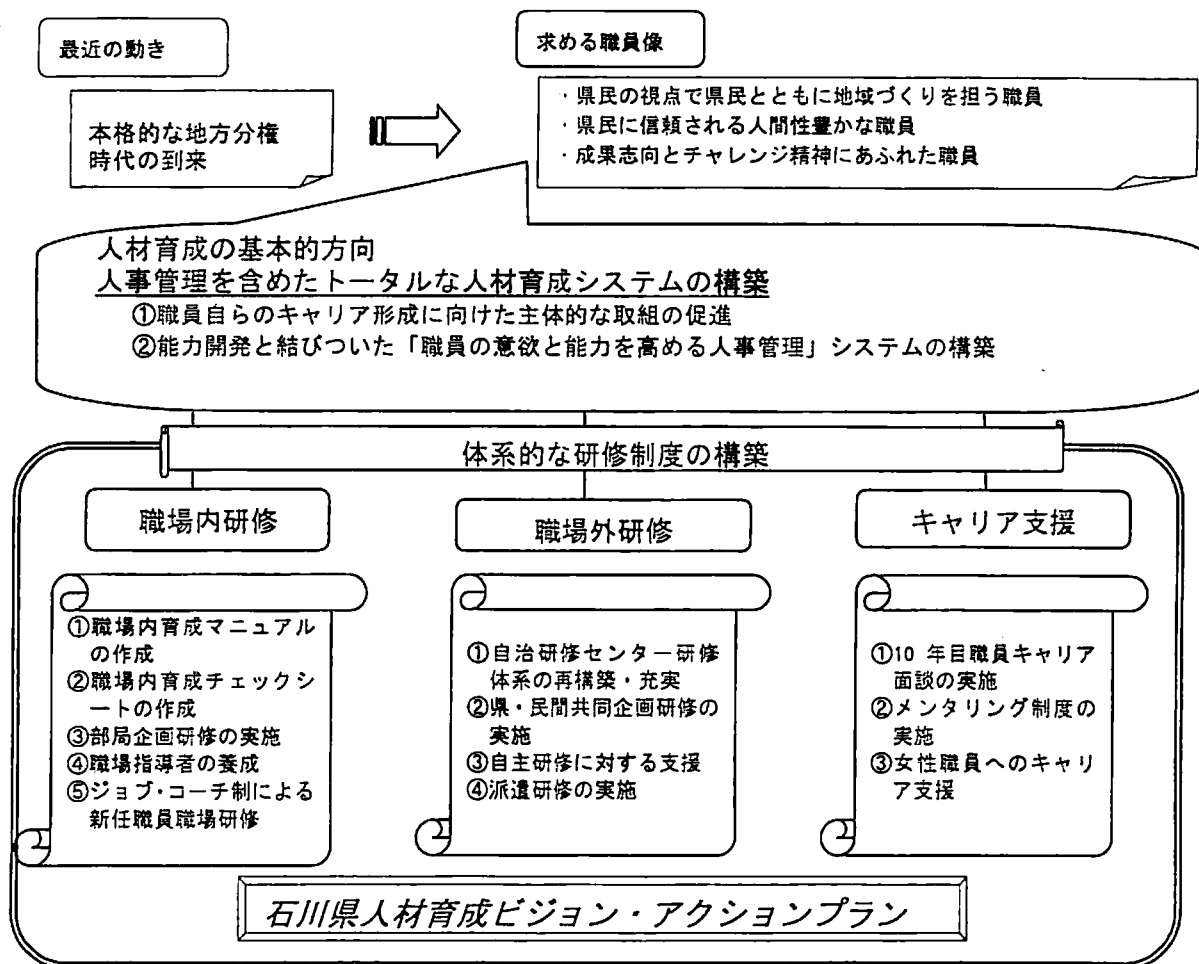 最近の動き
求める職員像
本格的な地方分権
時代の到来
・県民の視点で県民とともに地域づくりを担う職員
・県民に信頼される人間性豊かな職員
・成果志向とチャレンジ精神にあふれた職員
人材育成の基本的方向
人事管理を含めたトータルな人材育成システムの構築
①職員自らのキャリア形成に向けた主体的な取組の促進
②能力開発と結びついた「職員の意欲と能力を高める人事管理」システムの構築
体系的な研修制度の構築
職場内研修
①職場内育成マニュアル
の作成
②職場内育成チェックシ
ートの作成
③部局企画研修の実施
④職場指導者の養成
⑤ジョブ・コーチ制による
新任職員職場研修
職場外研修
①自治研修センター研修
体系の再構築・充実
②県・民間共同企画研修の
実施
③自主研修に対する支援
④派遣研修の実施
キャリア支援
①10 年目職員キャリア
面談の実施
②メンタリング制度の
実施
③女性職員へのキャリ
ア支援
石川県人材育成ビジョン・アクションプラン